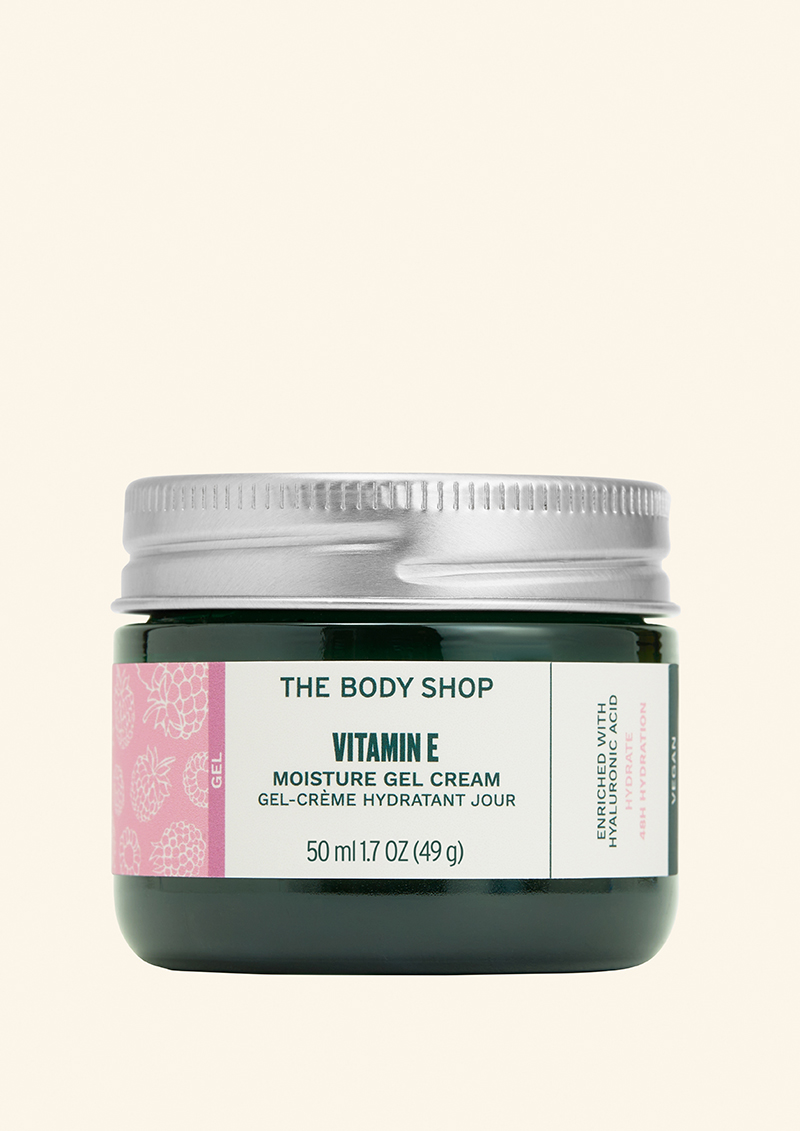 THE BODY SHOP
VITAMIN E
MOISTURE GEL CREAM
GEL-CRÈME HYDRATANT JOUR
50 ml 1.7 OZ (49 g)
GEL
ENRICHED WITH
HYALURONIC ACID
HYDRATE
48H HYDRATION
VEGAN